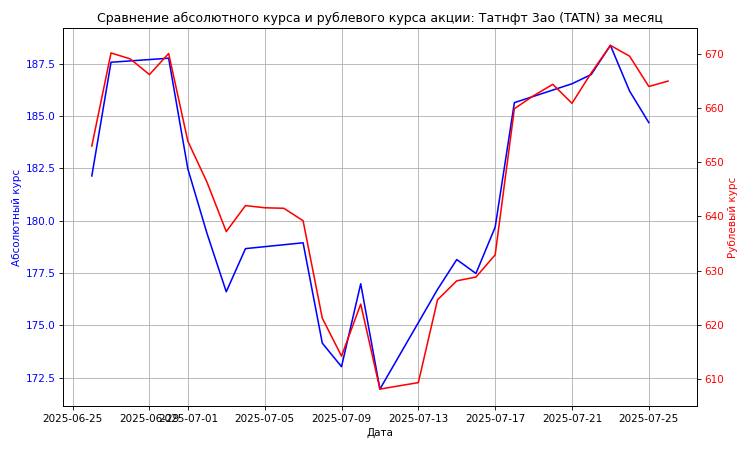 Сравнение абсолютного курса и рублевого курса акции: Татнфт 3ао (TATN) за месяц
Абсолютный курс
187.5
185.0
182.5
180.0
177.5
175.0
172.5
670
660
650
640
630
620
610
Рублевый курс
2025-06-25 2025-06-29 2025-07-01 2025-07-05 2025-07-09 2025-07-13 2025-07-17 2025-07-21 2025-07-25
Дата